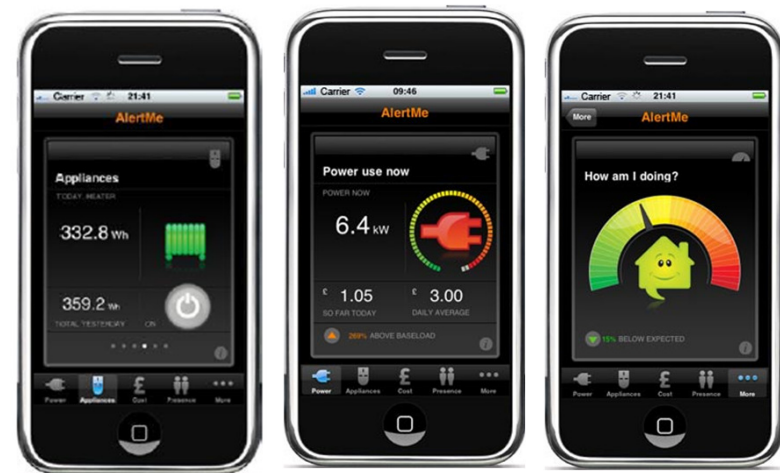 Carrier 21:41
AlertMe
Appliances
TODAY, HEATER
332.8 Wh
359.2 Wh
TOTAL YESTERDAY
Power Appliances Cost Presence More
Carrier 09:46
AlertMe
Power use now
POWER NOW
6.4 kW
£ 1.05 £ 3.00
SO FAR TODAY DAILY AVERAGE
269% ABOVE BASELOAD
Power Appliances Cost Presence More
Carrier 21:41
More AlertMe
How am I doing?
15% BELOW EXPECTED
Power Appliances Cost Presence More